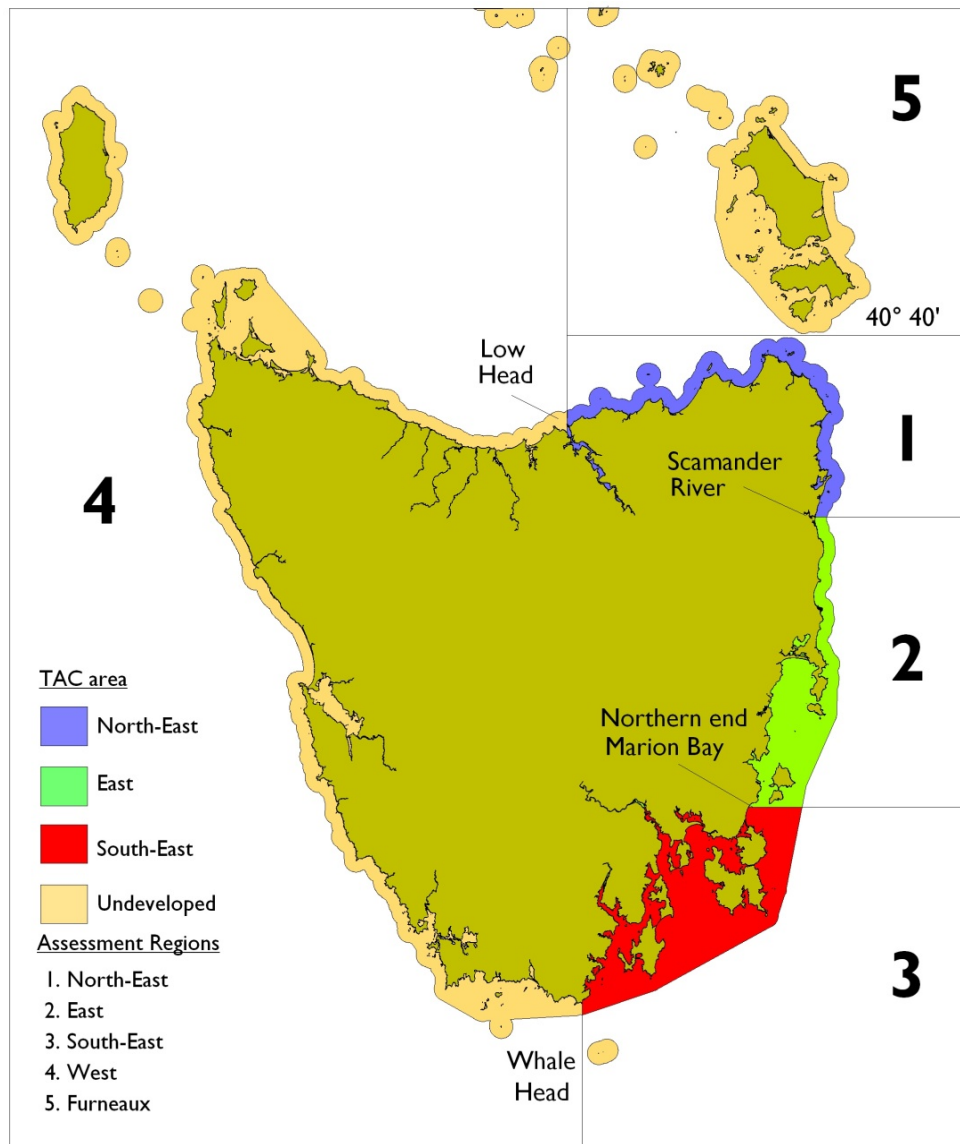 5
40° 40'
Low
Head
1
Scamander
River
4
2
TAC area
North-East
Northern end
Marion Bay
East
South-East
Undeveloped
Assessment Regions
1. North-East
2. East
3. South-East
4. West
5. Furneaux
3
Whale
Head